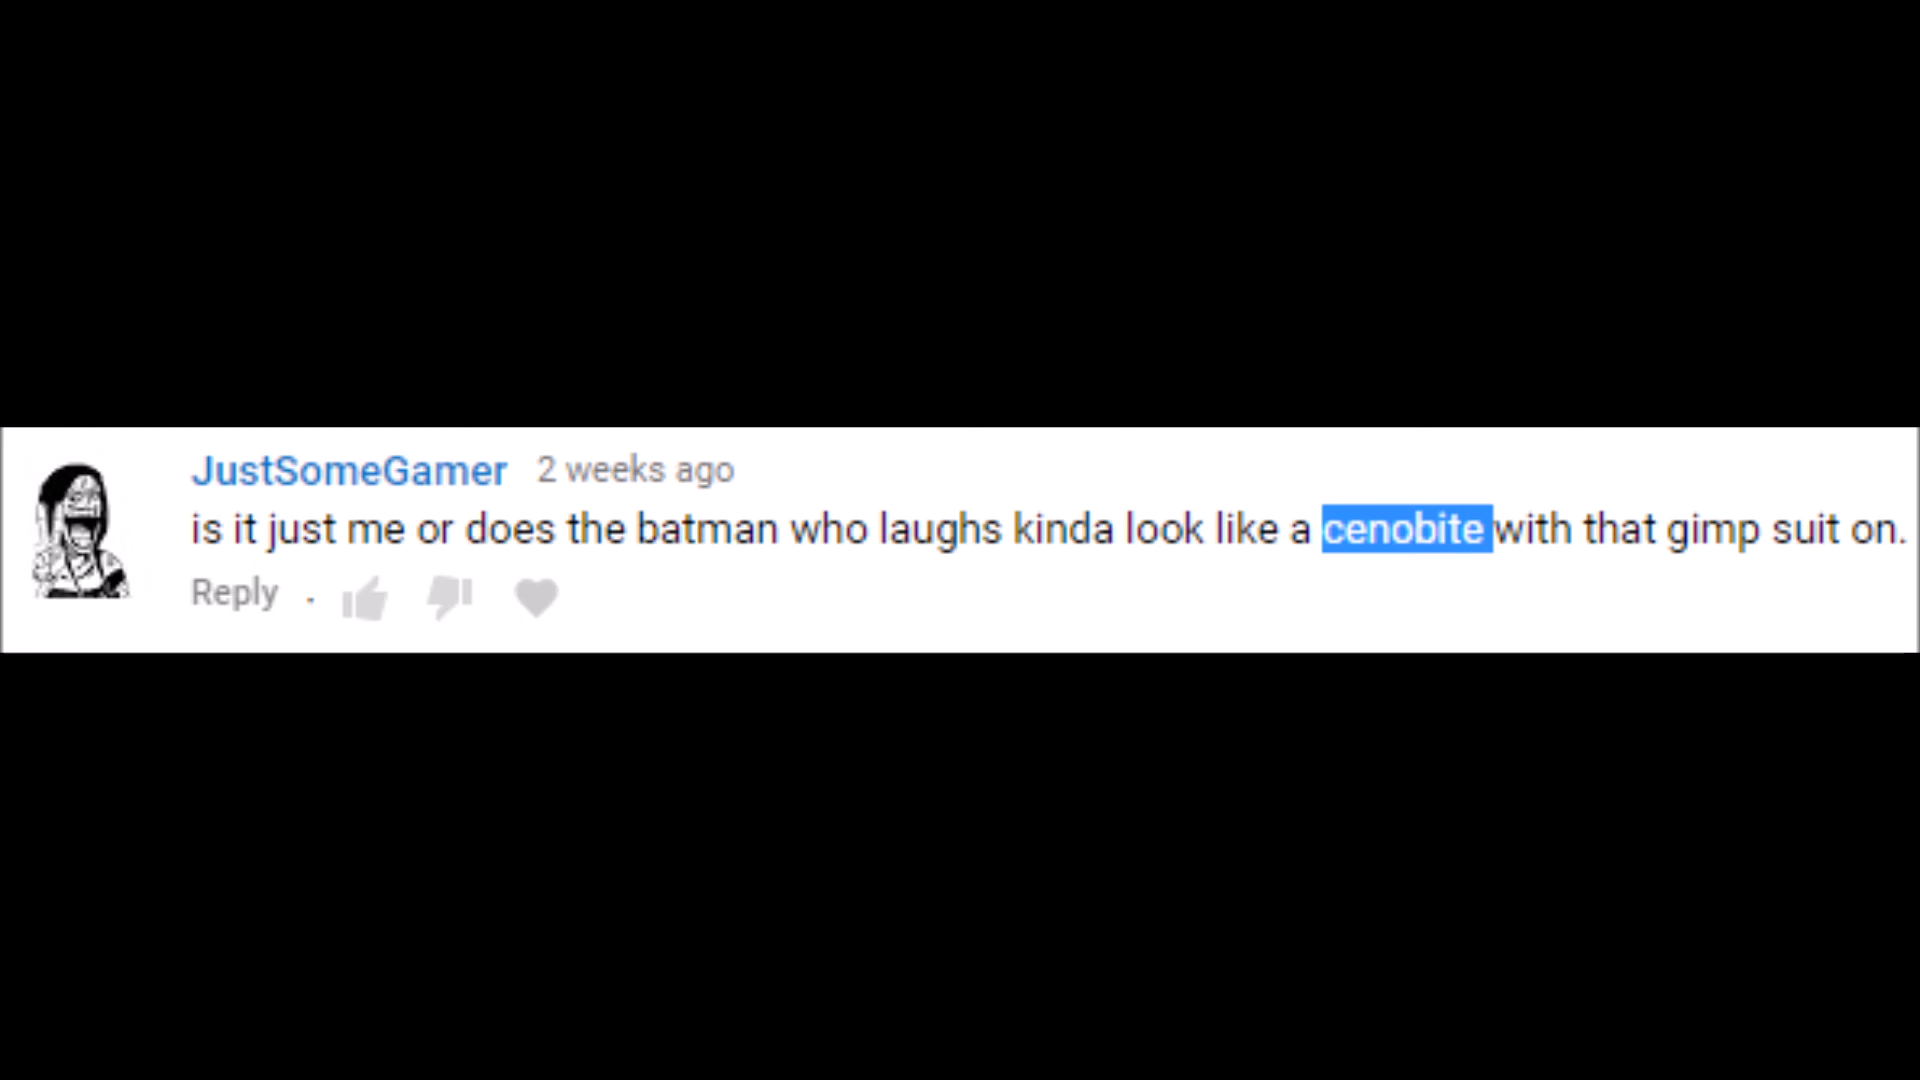 JustSomeGamer 2 weeks ago
is it just me or does the batman who laughs kinda look like a cenobite with that gimp suit on.
Reply .